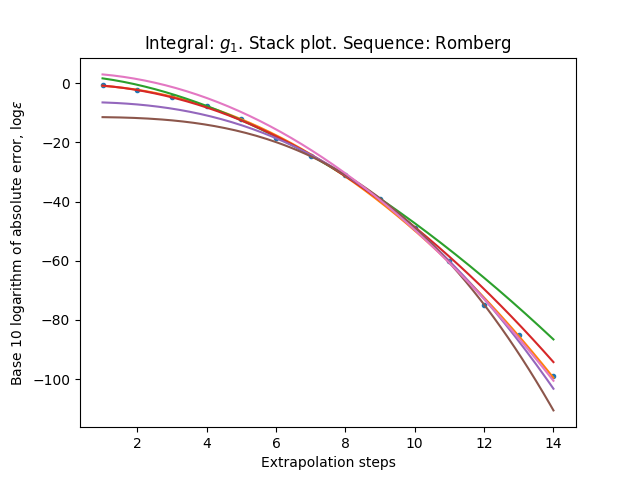 Integral: g₁. Stack plot. Sequence: Romberg
Base 10 logarithm of absolute error, logε
0
−20
−40
−60
−80
−100
2 4 6 8 10 12 14
Extrapolation steps